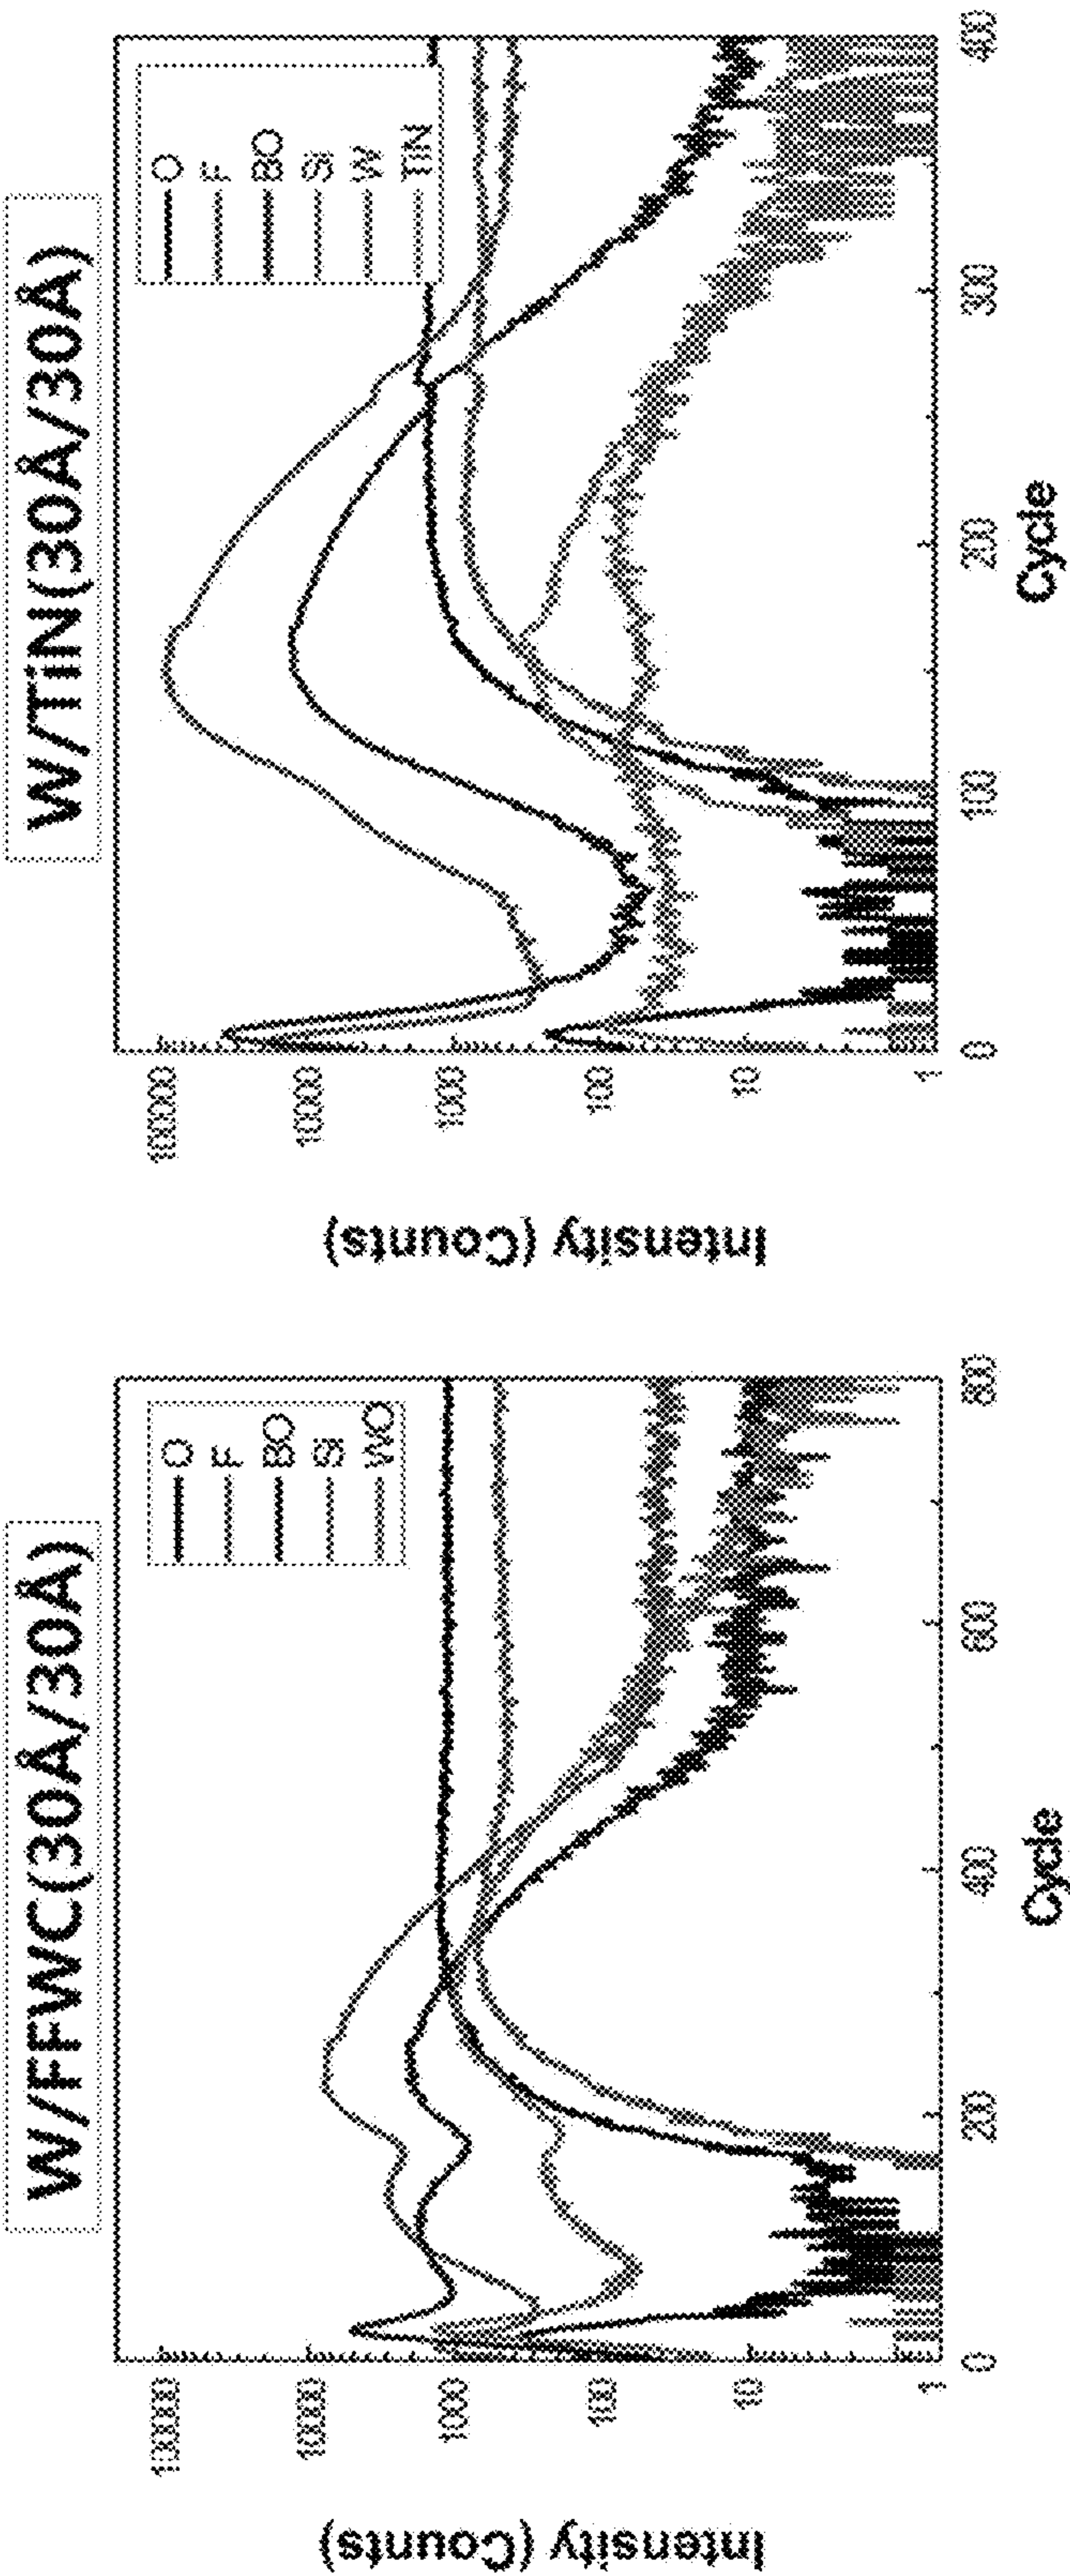 W/FFWC(30Å/30Å)
Intensity (Counts)
100000
10000
1000
100
10
1
O
F
BO
Si
WO
0
200
400
600
800
Cycle
W/TiN(30Å/30Å)
Intensity (Counts)
100000
10000
1000
100
10
1
O
F
BO
Si
W
TiN
0
100
200
300
400
Cycle